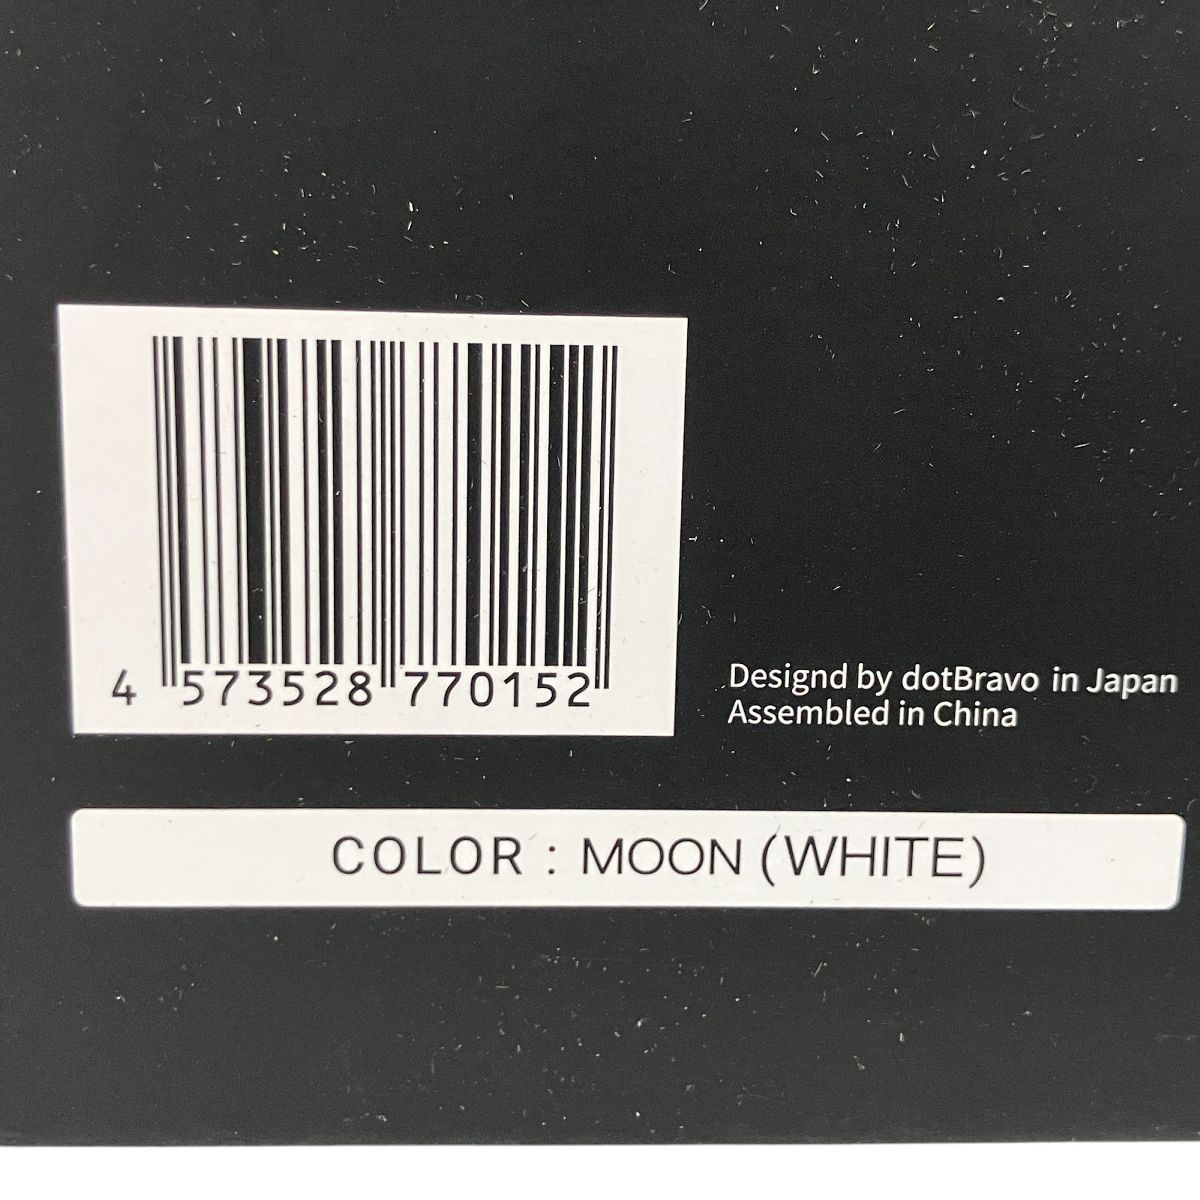 4 573528 770152
Designd by dotBravo in Japan
Assembled in China
COLOR : MOON (WHITE)